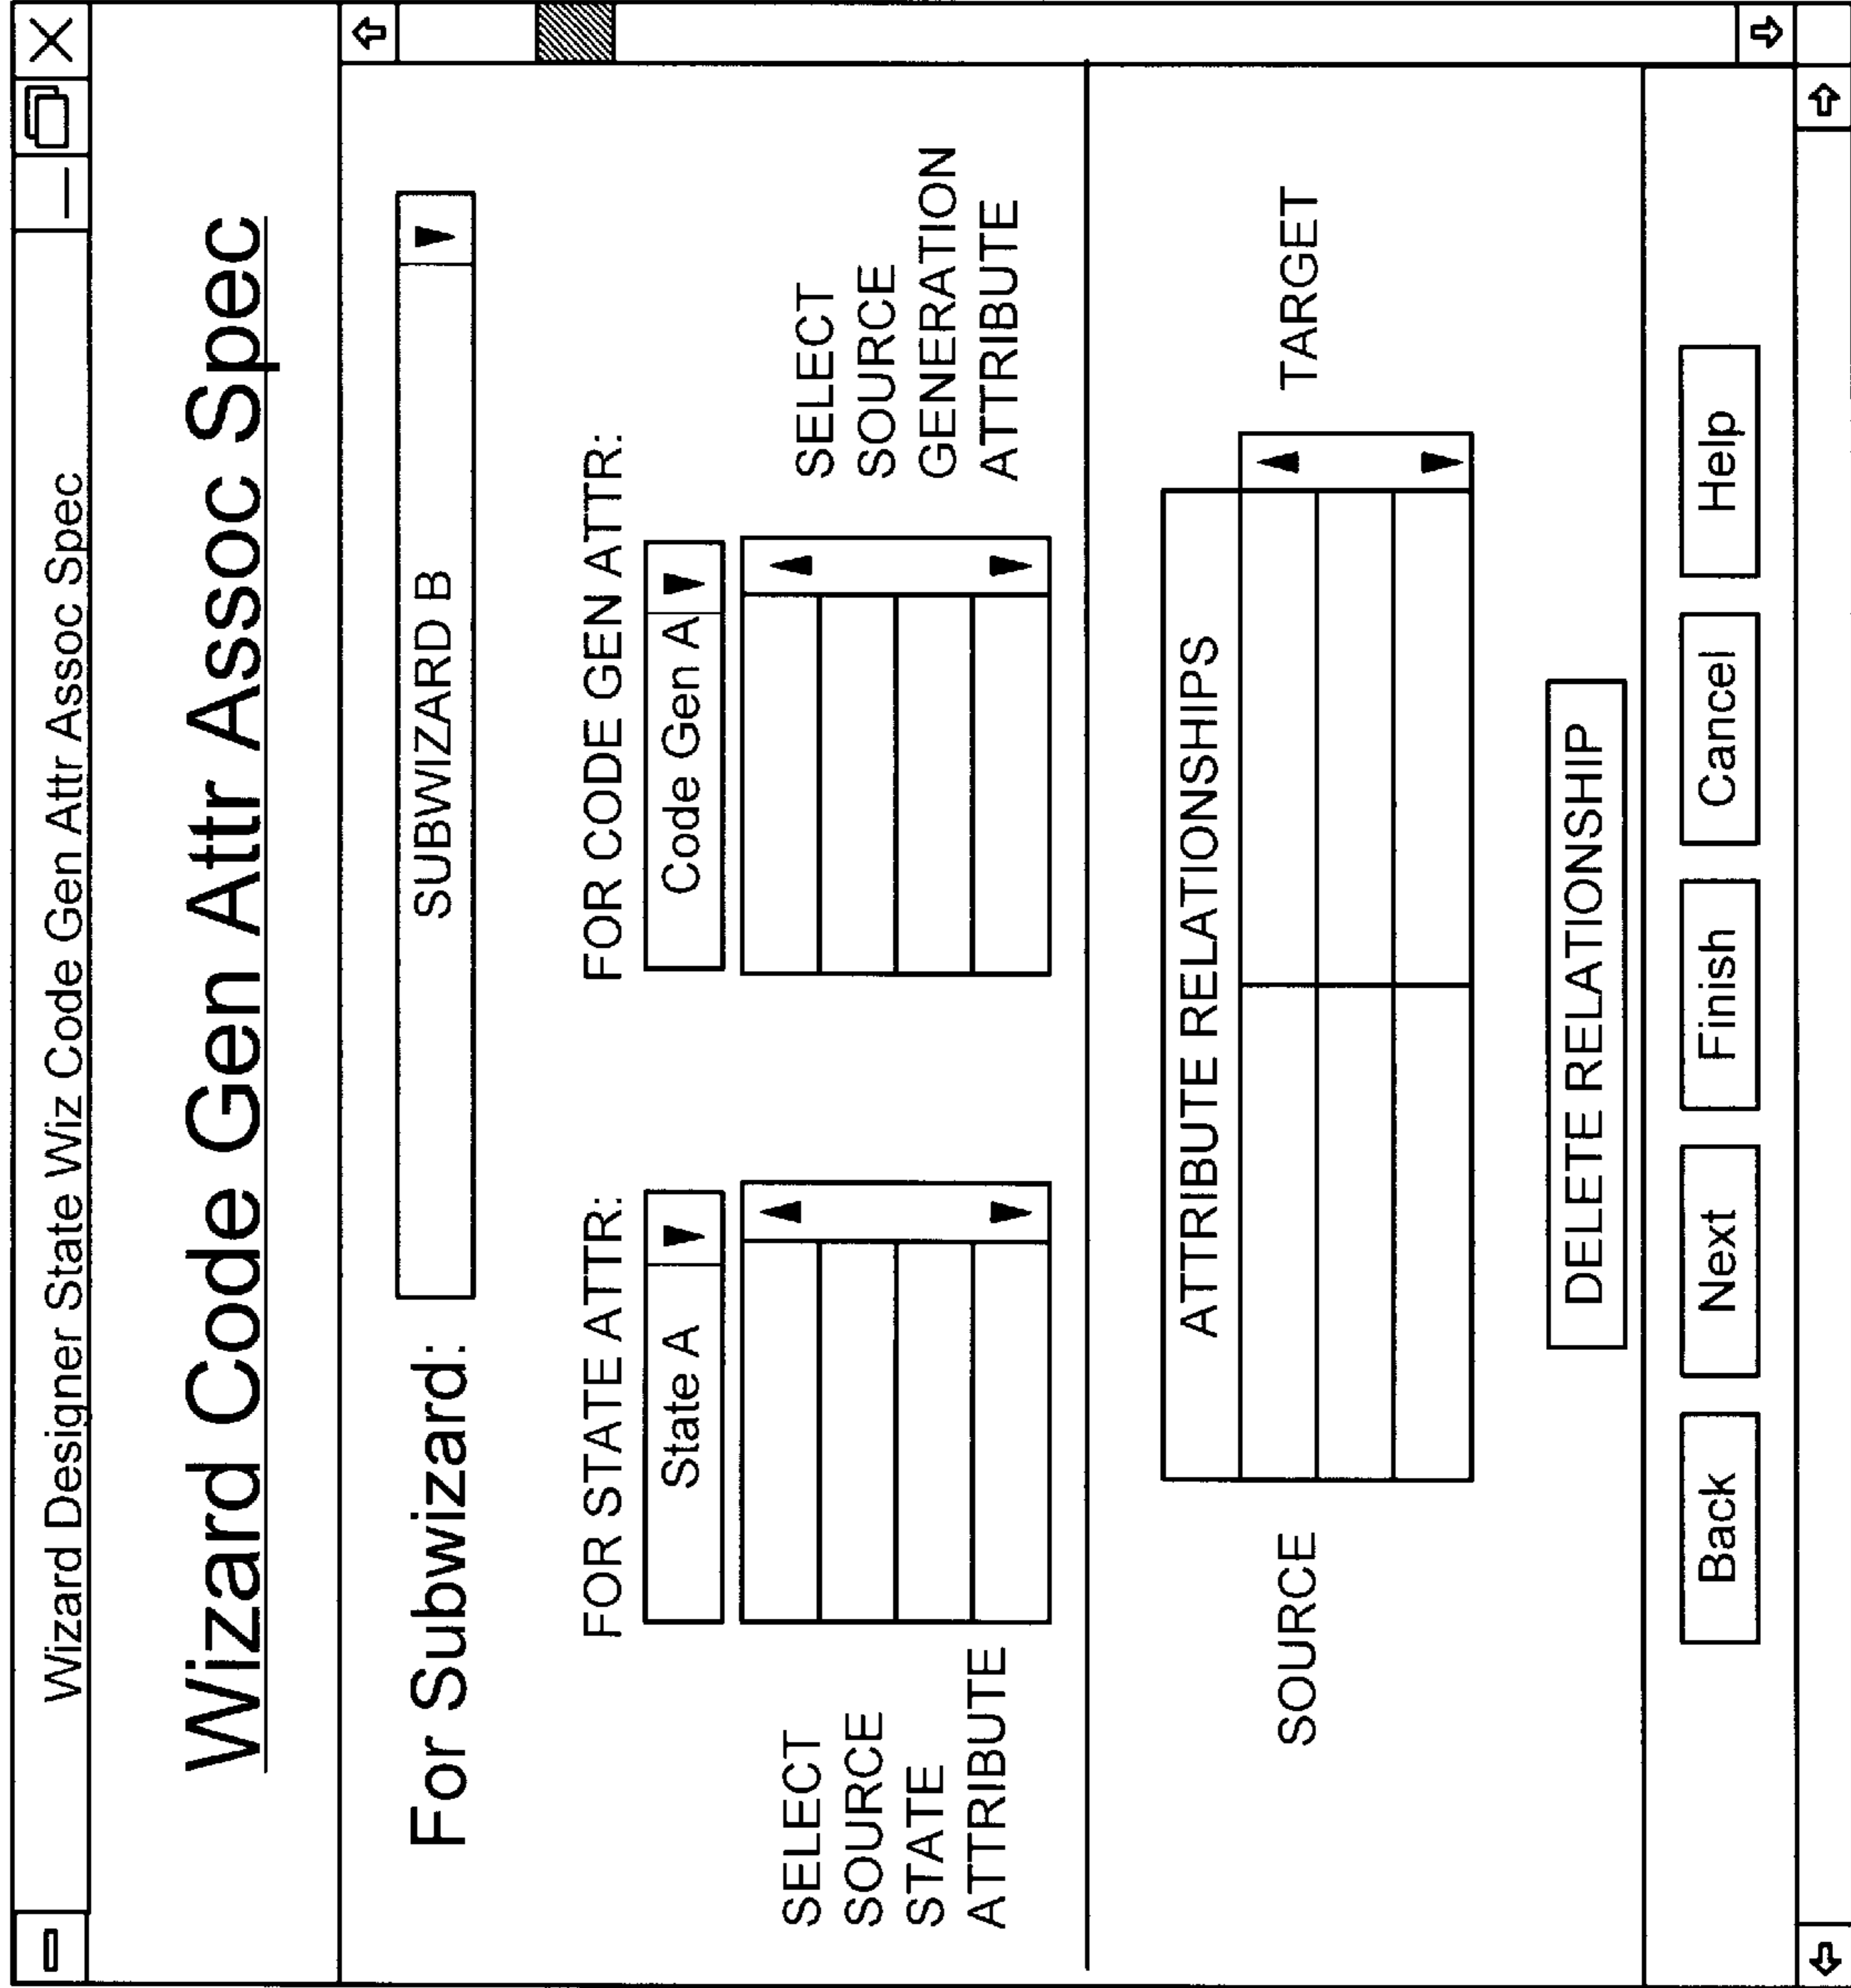 Wizard Designer State Wiz Code Gen Attr Assoc Spec
Wizard Code Gen Attr Assoc Spec
For Subwizard: SUBWIZARD B
FOR STATE ATTR:
State A
SELECT
SOURCE
STATE
ATTRIBUTE
FOR CODE GEN ATTR:
Code Gen A
SELECT
SOURCE
GENERATION
ATTRIBUTE
ATTRIBUTE RELATIONSHIPS
SOURCE
TARGET
DELETE RELATIONSHIP
Back Next Finish Cancel Help